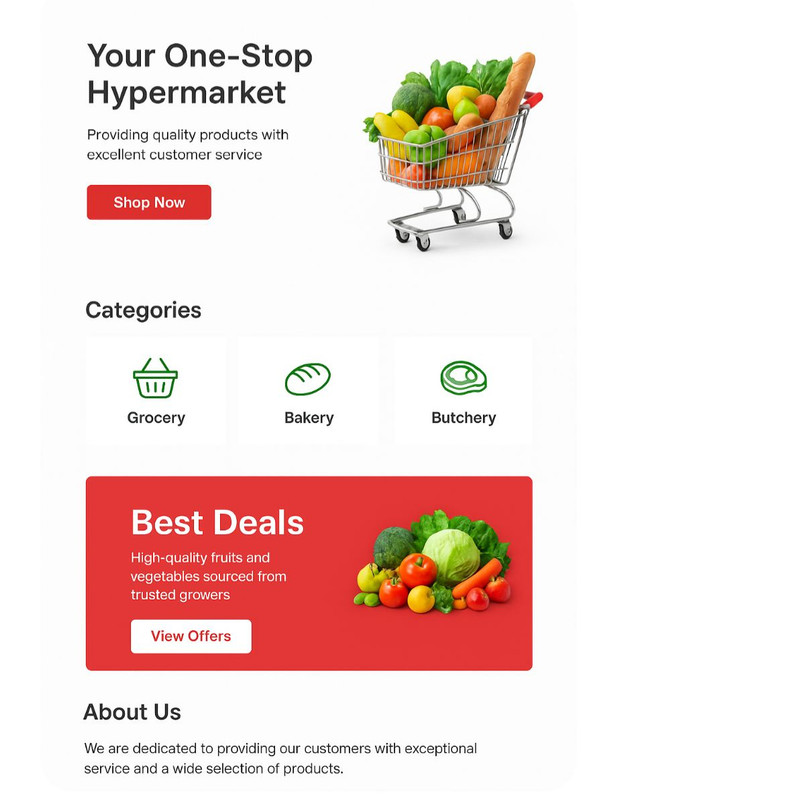 Your One-Stop
Hypermarket
Providing quality products with
excellent customer service
Shop Now
Categories
Grocery
Bakery
Butchery
Best Deals
High-quality fruits and
vegetables sourced from
trusted growers
View Offers
About Us
We are dedicated to providing our customers with exceptional
service and a wide selection of products.